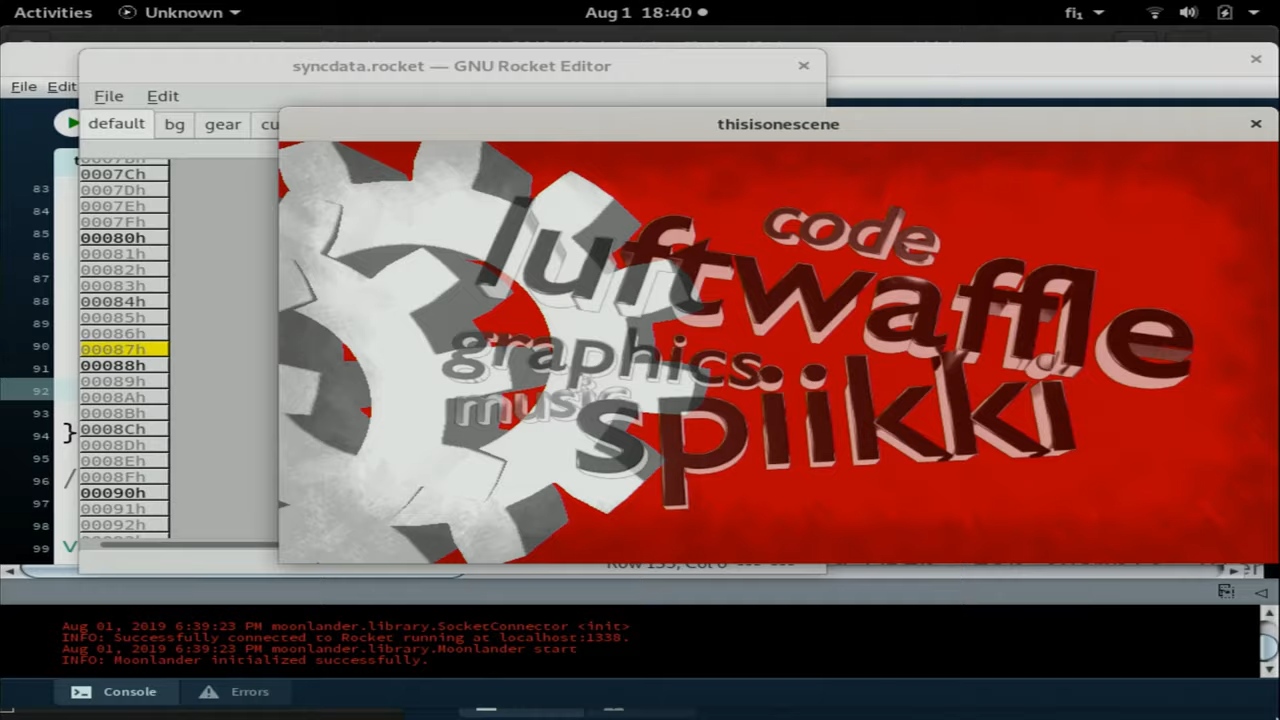 Activities Unknown Aug 1 18:40 fi₁
syncdata.rocket — GNU Rocket Editor
File Edit
File Edit
thisisonescene
default bg gear cu
0007Ch
0007Dh
0007Eh
0007Fh
00080h
00081h
00082h
00083h
00084h
00085h
00086h
00087h
00088h
00089h
0008Ah
0008Bh
0008Ch
0008Dh
0008Eh
0008Fh
00090h
00091h
00092h
83
84
85
86
87
88
89
90
91
92
93
94 }
95
96 /
97
98
99
code
luftwaffle
graphics
spiikki
music
Aug 01, 2019 6:39:23 PM moonlander.library.SocketConnector <init>
INFO: Successfully connected to Rocket running at localhost:1338.
Aug 01, 2019 6:39:23 PM moonlander.library.Moonlander start
INFO: Moonlander initialized successfully.
Console Errors